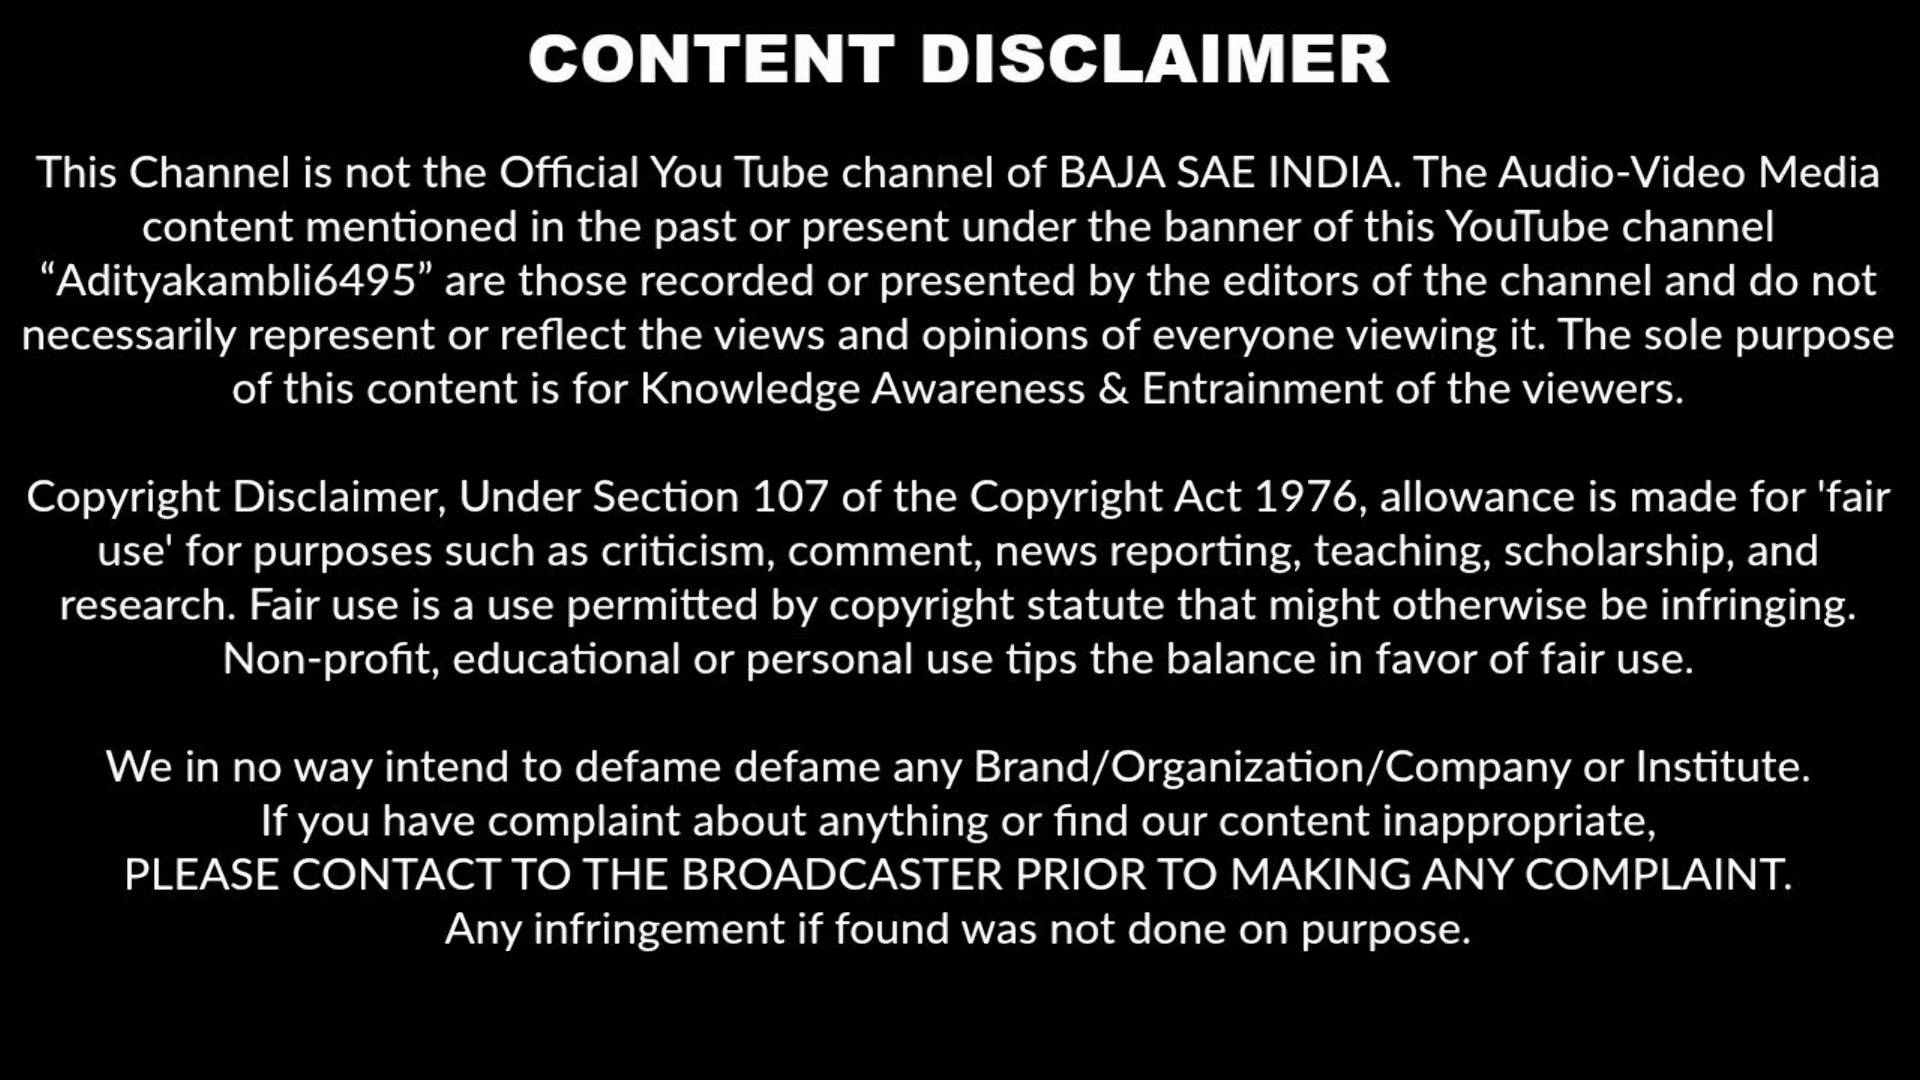 CONTENT DISCLAIMER
This Channel is not the Official You Tube channel of BAJA SAE INDIA. The Audio-Video Media
content mentioned in the past or present under the banner of this YouTube channel
“Adityakambli6495” are those recorded or presented by the editors of the channel and do not
necessarily represent or reflect the views and opinions of everyone viewing it. The sole purpose
of this content is for Knowledge Awareness & Entrainment of the viewers.
Copyright Disclaimer, Under Section 107 of the Copyright Act 1976, allowance is made for 'fair
use' for purposes such as criticism, comment, news reporting, teaching, scholarship, and
research. Fair use is a use permitted by copyright statute that might otherwise be infringing.
Non-profit, educational or personal use tips the balance in favor of fair use.
We in no way intend to defame defame any Brand/Organization/Company or Institute.
If you have complaint about anything or find our content inappropriate,
PLEASE CONTACT TO THE BROADCASTER PRIOR TO MAKING ANY COMPLAINT.
Any infringement if found was not done on purpose.